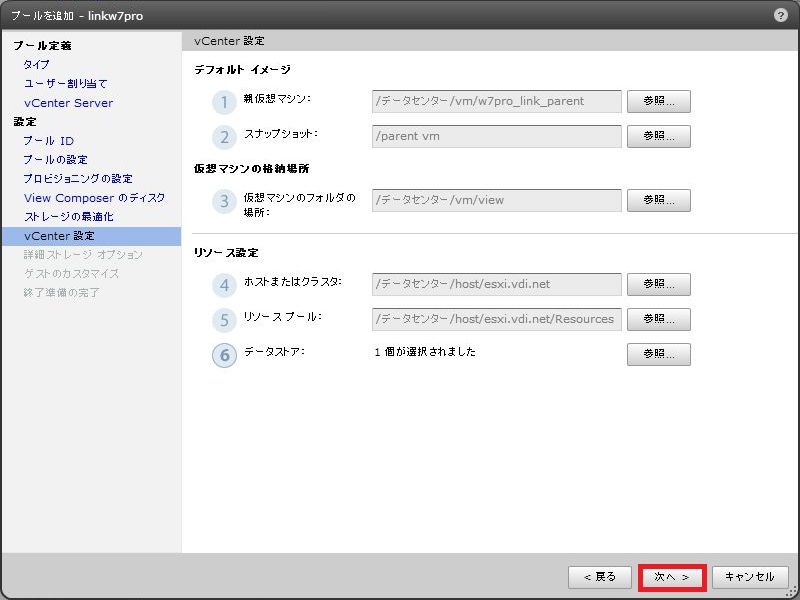 プールを追加 - linkw7pro
?
プール定義
タイプ
ユーザー割り当て
vCenter Server
設定
プール ID
プールの設定
プロビジョニングの設定
View Composer のディスク
ストレージの最適化
vCenter 設定
詳細ストレージ オプション
ゲストのカスタマイズ
終了準備の完了
vCenter 設定
デフォルト イメージ
1 親仮想マシン: /データセンター/vm/w7pro_link_parent 参照...
2 スナップショット: /parent vm 参照...
仮想マシンの格納場所
3 仮想マシンのフォルダの /データセンター/vm/view 参照...
場所:
リソース設定
4 ホストまたはクラスタ: /データセンター/host/esxi.vdi.net 参照...
5 リソース プール: /データセンター/host/esxi.vdi.net/Resources 参照...
6 データストア: 1 個が選択されました 参照...
< 戻る 次へ > キャンセル